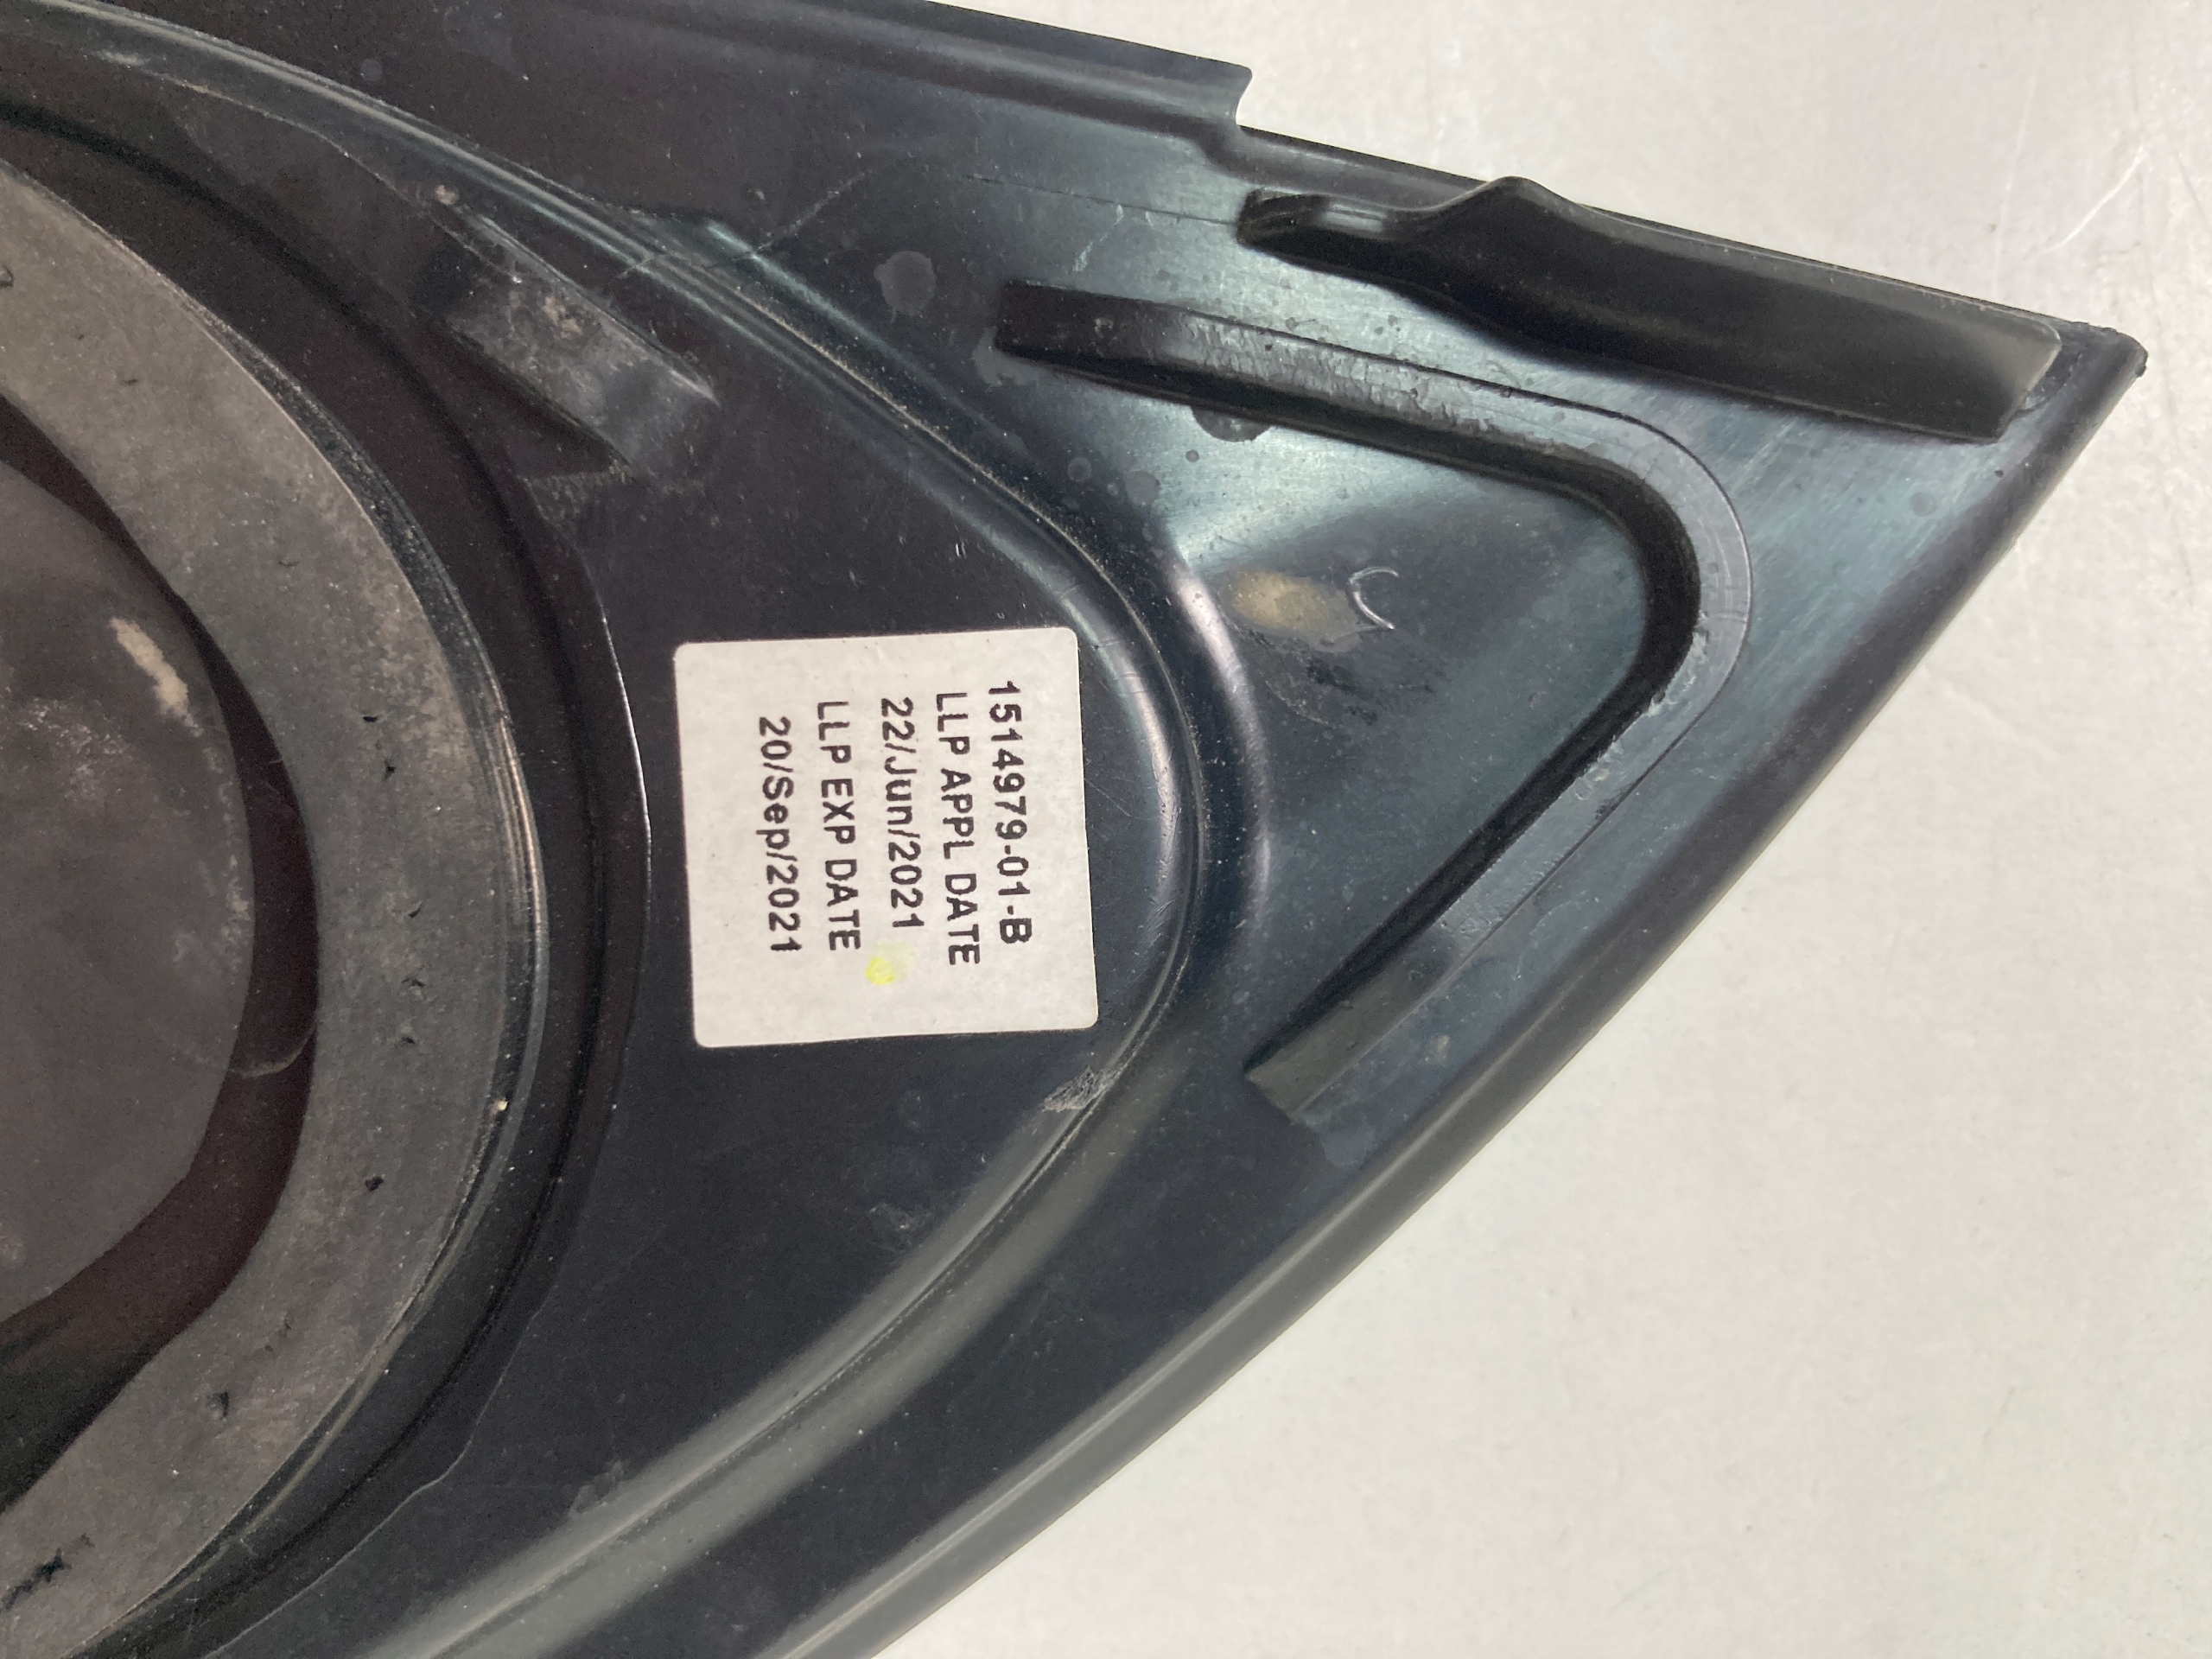 1514979-01-B
LLP APPL DATE
22/Jun/2021
LLP EXP DATE
20/Sep/2021